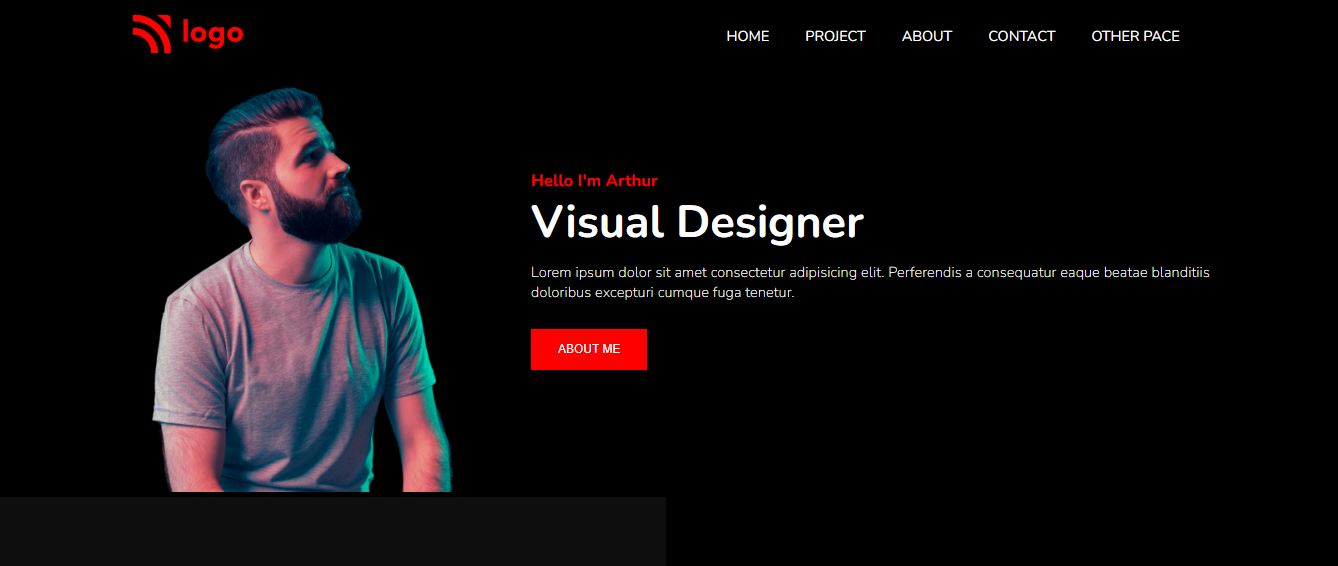 logo
HOME PROJECT ABOUT CONTACT OTHER PACE
Hello I'm Arthur
Visual Designer
Lorem ipsum dolor sit amet consectetur adipisicing elit. Perferendis a consequatur eaque beatae blanditiis
doloribus excepturi cumque fuga tenetur.
ABOUT ME